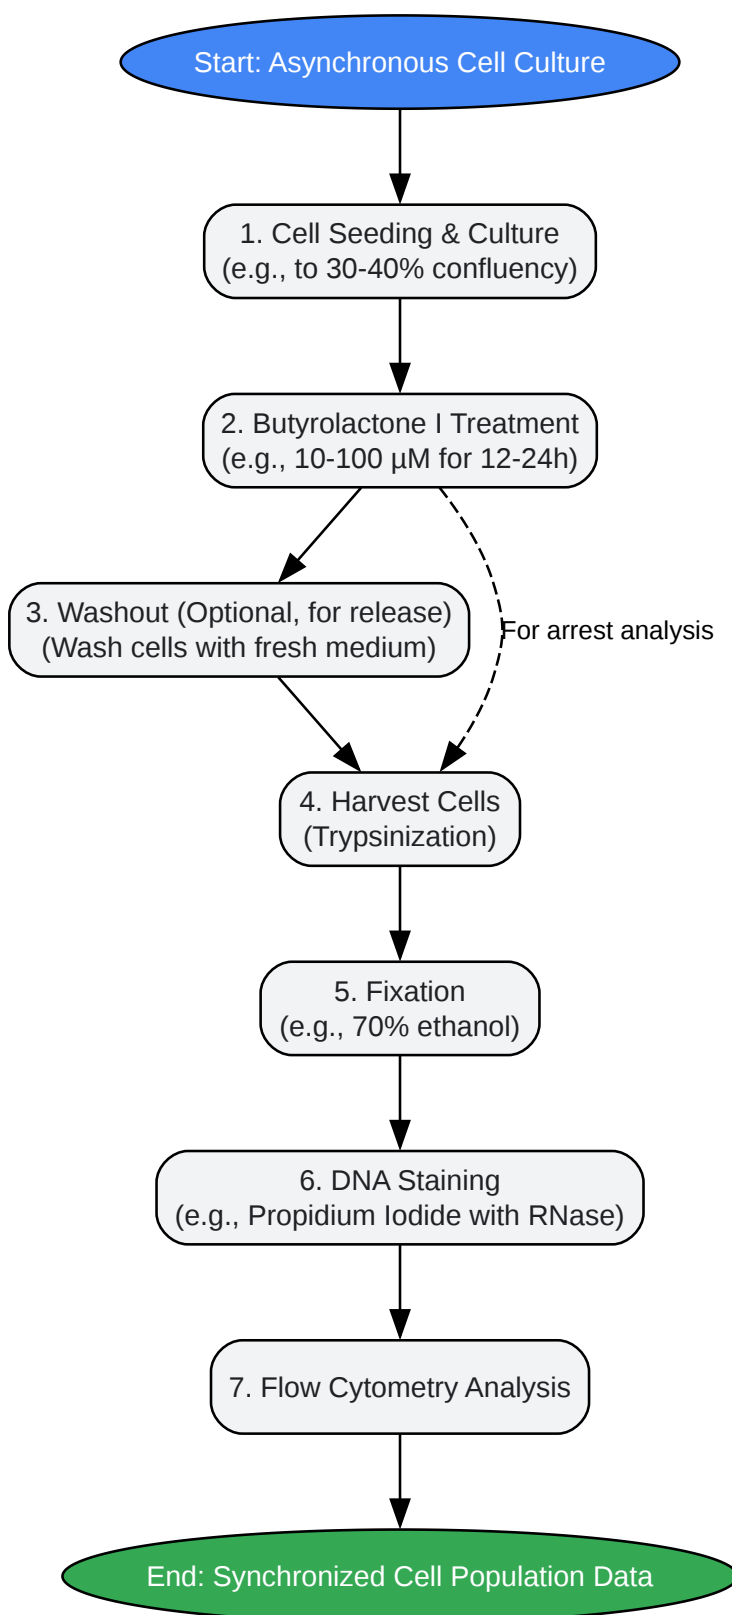 Start: Asynchronous Cell Culture
1. Cell Seeding & Culture
(e.g., to 30-40% confluency)
2. Butyrolactone I Treatment
(e.g., 10-100 µM for 12-24h)
3. Washout (Optional, for release)
(Wash cells with fresh medium)
For arrest analysis
4. Harvest Cells
(Trypsinization)
5. Fixation
(e.g., 70% ethanol)
6. DNA Staining
(e.g., Propidium Iodide with RNase)
7. Flow Cytometry Analysis
End: Synchronized Cell Population Data